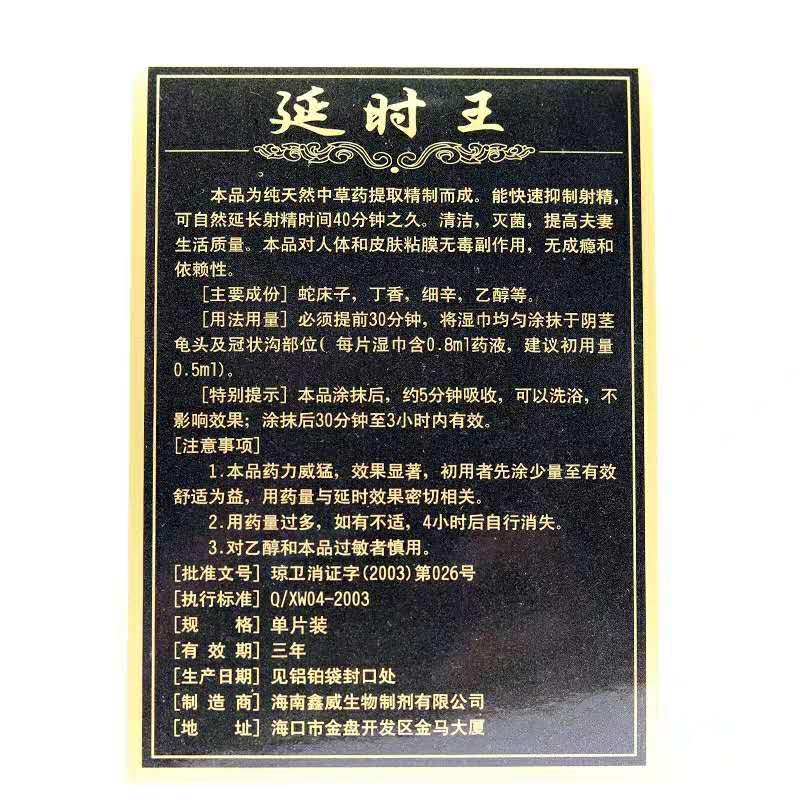 延时王
本品为纯天然中草药提取精制而成。能快速抑制射精,
可自然延长射精时间40分钟之久。清洁，灭菌，提高夫妻
生活质量。本品对人体和皮肤粘膜无毒副作用，无成瘾和
依赖性。
[主要成份] 蛇床子，丁香，细辛，乙醇等。
[用法用量] 必须提前30分钟，将湿巾均匀涂抹于阴茎
龟头及冠状沟部位( 每片湿巾含0.8ml药液，建议初用量
0.5ml)。
[特别提示] 本品涂抹后，约5分钟吸收，可以洗浴，不
影响效果；涂抹后30分钟至3小时内有效。
[注意事项]
1.本品药力威猛，效果显著，初用者先涂少量至有效
舒适为益，用药量与延时效果密切相关。
2.用药量过多，如有不适，4小时后自行消失。
3.对乙醇和本品过敏者慎用。
[批准文号] 琼卫消证字(2003)第026号
[执行标准] Q/XW04-2003
[规 格] 单片装
[有 效 期] 三年
[生产日期] 见铝铂袋封口处
[制 造 商] 海南鑫威生物制剂有限公司
[地 址] 海口市金盘开发区金马大厦